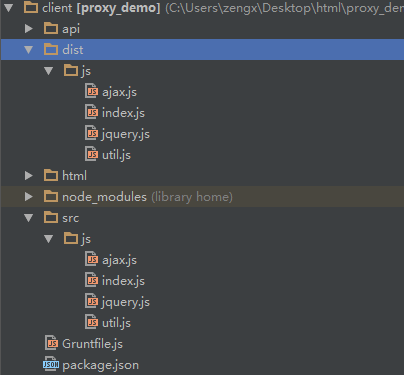 client [proxy_demo] (C:\Users\zengx\Desktop\html\proxy_de
api
dist
js
ajax.js
index.js
jquery.js
util.js
html
node_modules (library home)
src
js
ajax.js
index.js
jquery.js
util.js
Gruntfile.js
package.json